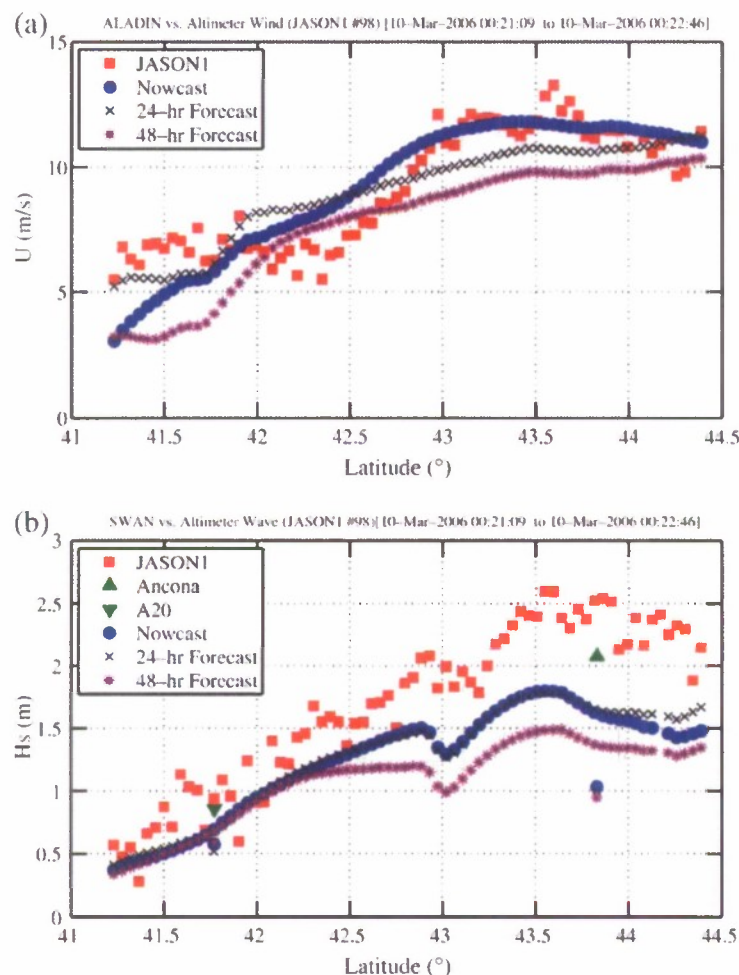 (a)
ALADIN vs. Altimeter Wind (JASON1 #98) [10–Mar–2006 00:21:09 to 10–Mar–2006 00:22:46]
15
10
5
0
U (m/s)
JASON1
Nowcast
24–hr Forecast
48–hr Forecast
41 41.5 42 42.5 43 43.5 44 44.5
Latitude (°)
(b)
SWAN vs. Altimeter Wave (JASON1 #98)[10–Mar–2006 00:21:09 to 10–Mar–2006 00:22:46]
3
2.5
2
1.5
1
0.5
0
Hs (m)
JASON1
Ancona
A20
Nowcast
24–hr Forecast
48–hr Forecast
41 41.5 42 42.5 43 43.5 44 44.5
Latitude (°)